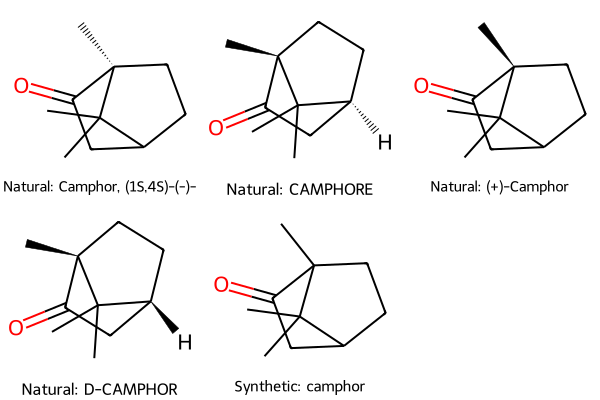 O
Natural: Camphor, (1S,4S)-(-)-
O
H
Natural: CAMPHORE
O
Natural: (+)-Camphor
O
H
Natural: D-CAMPHOR
O
Synthetic: camphor